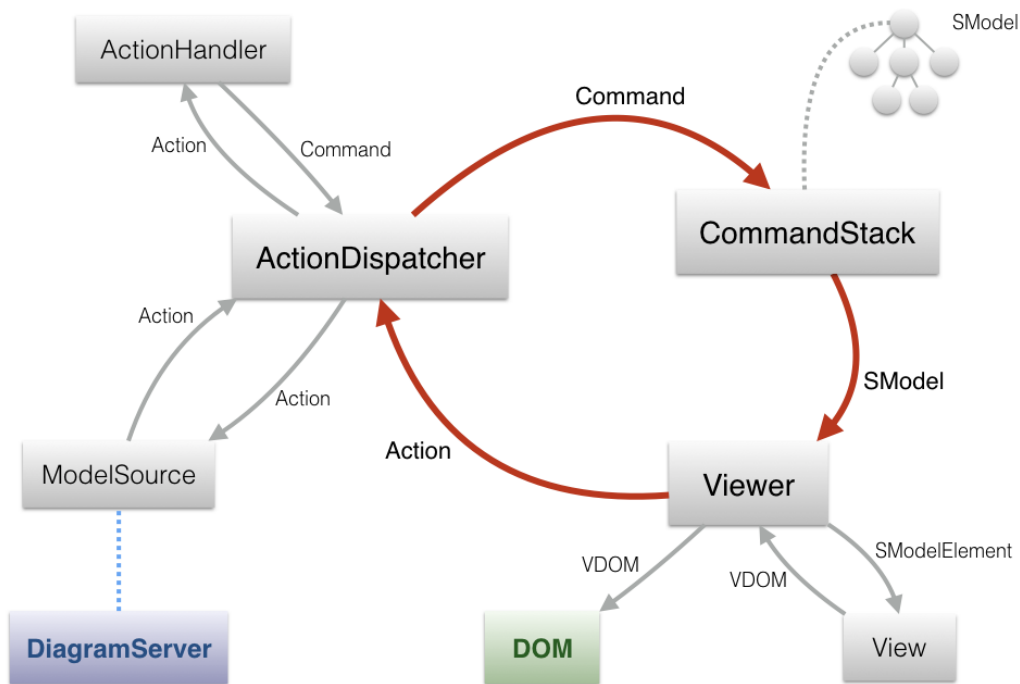 SModel
ActionHandler
Command
Action
Command
CommandStack
ActionDispatcher
Action
SModel
Action
Action
ModelSource
Viewer
SModelElement
VDOM
VDOM
DiagramServer
DOM
View